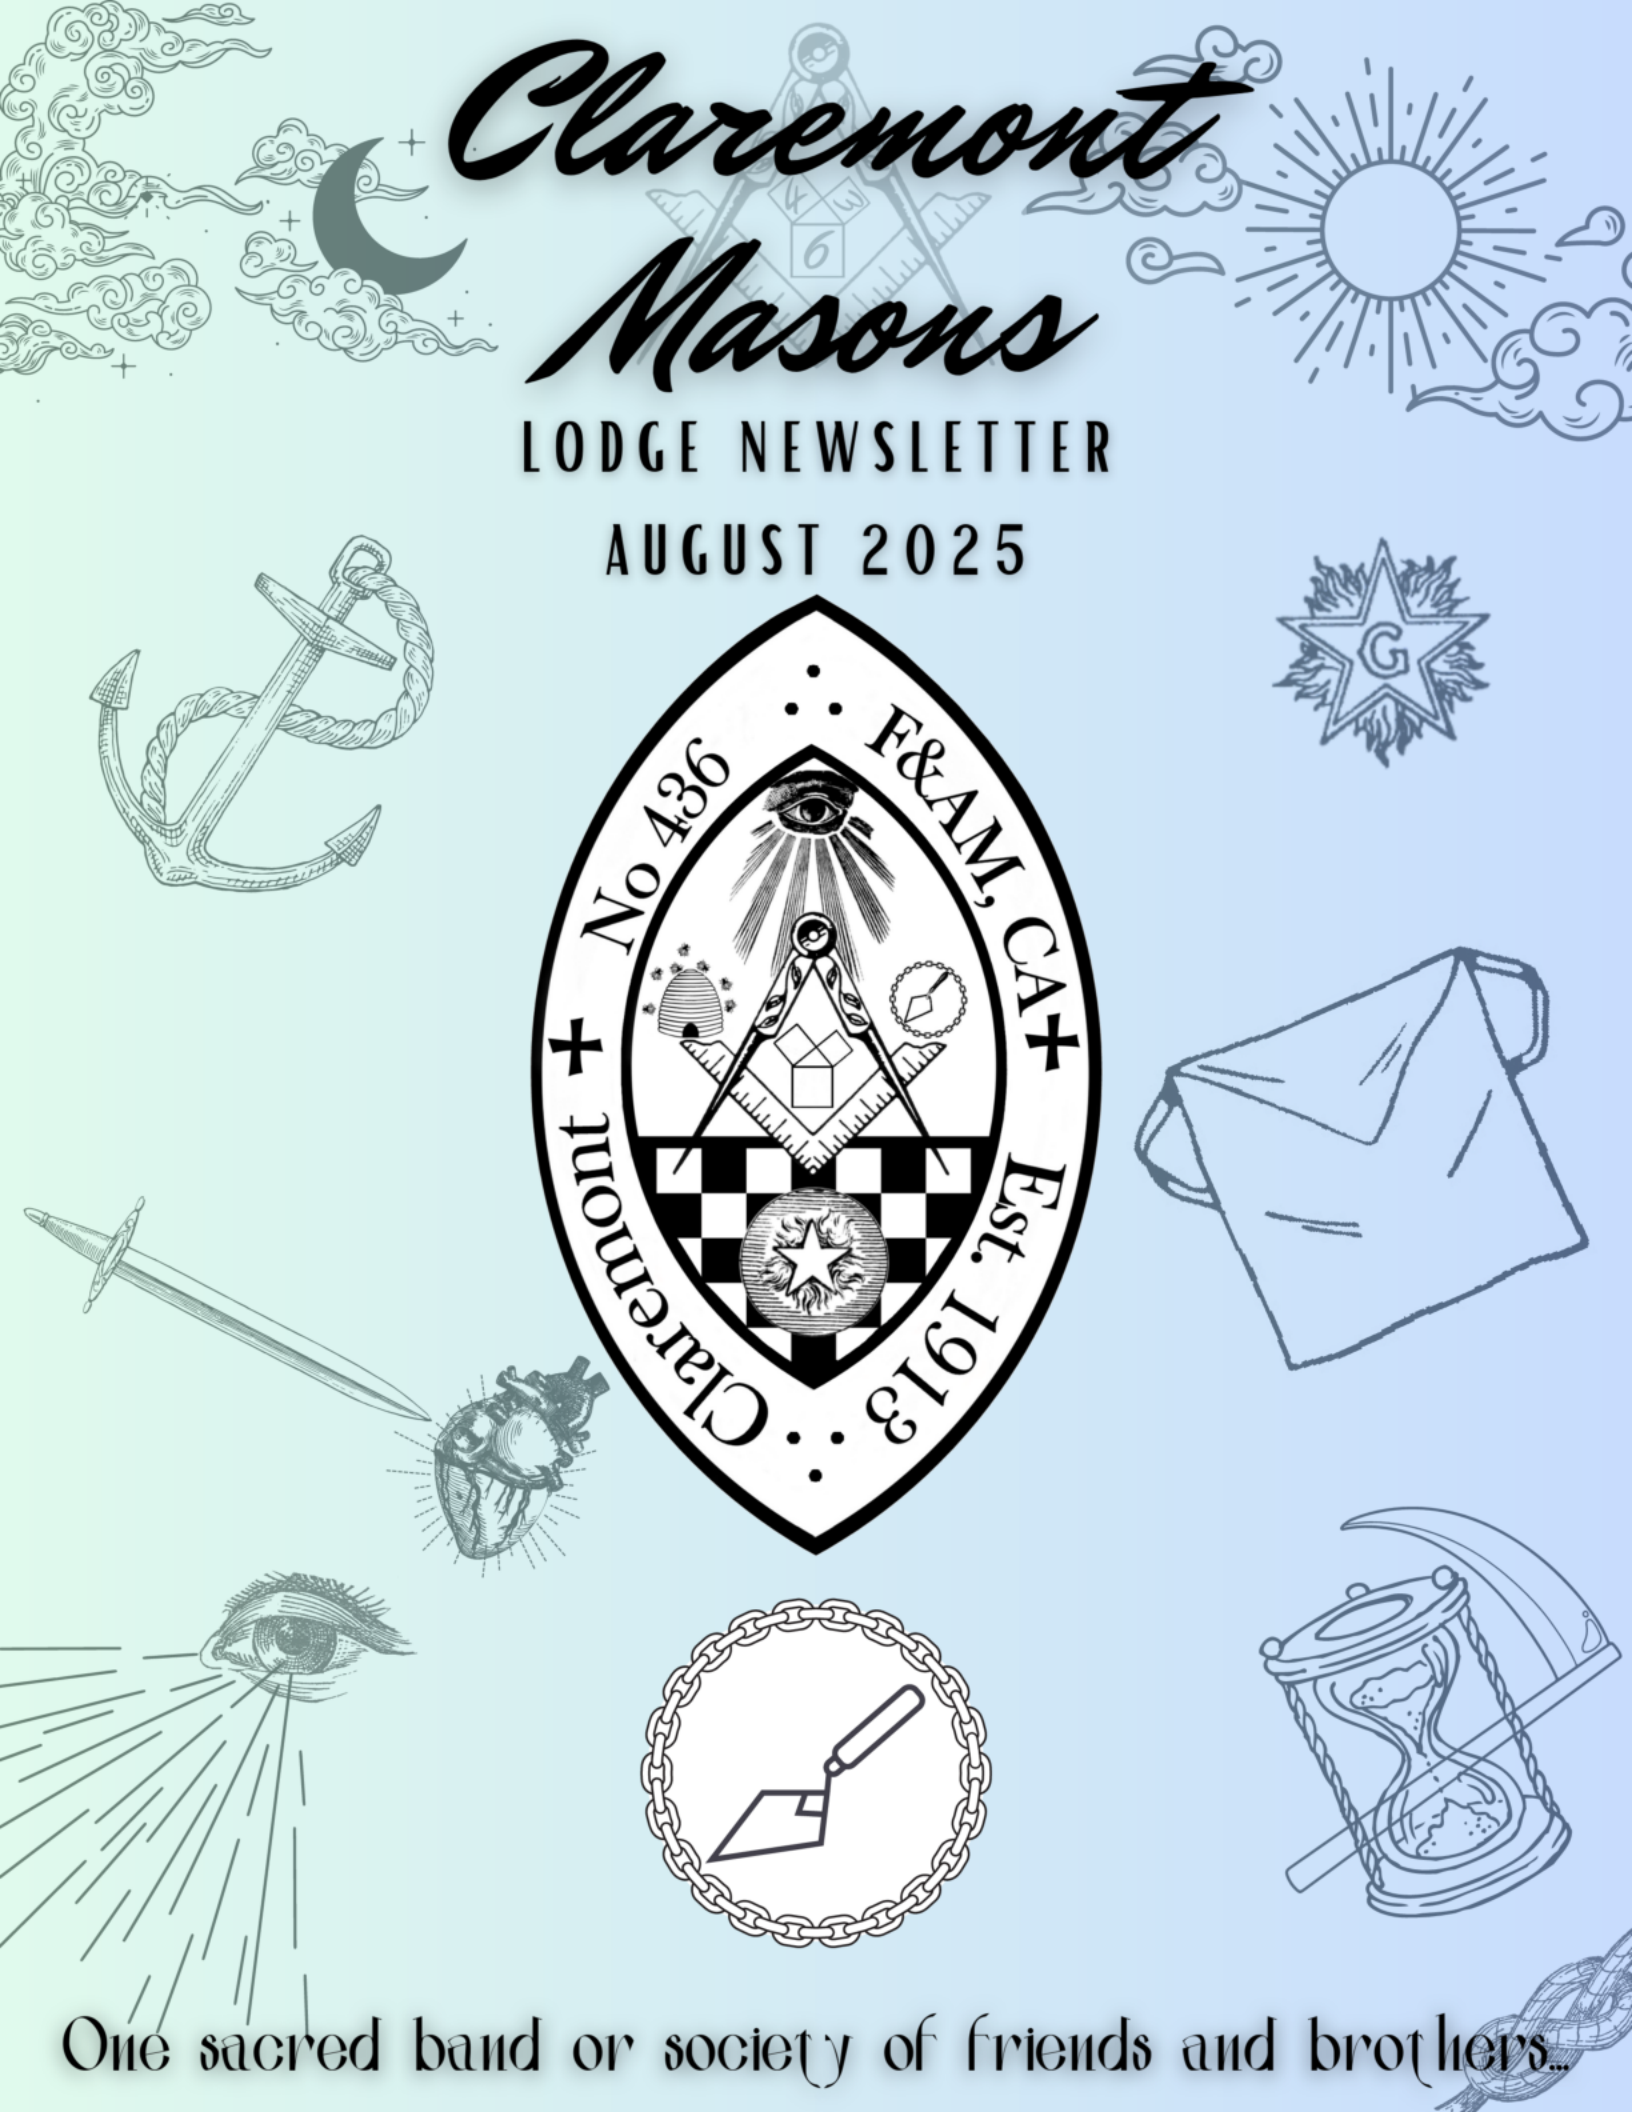 Claremont
Masons
4 6
LODGE NEWSLETTER
AUGUST 2025
G
No 436
F&AM, CA
Claremont
Est. 1913
One sacred band or society of friends and brothers...